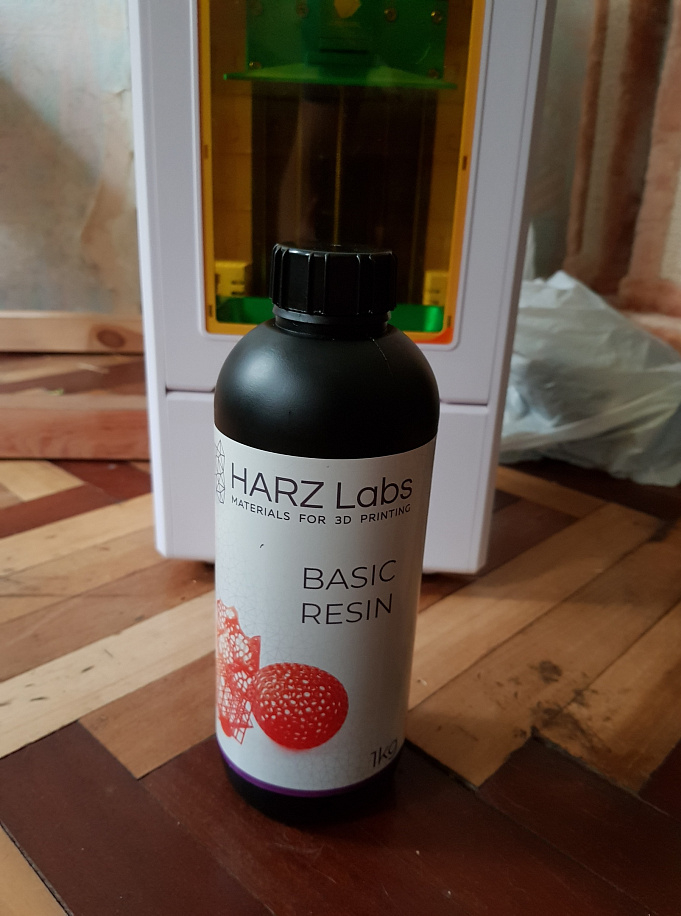 HARZ Labs
MATERIALS FOR 3D PRINTING
BASIC
RESIN
1kg